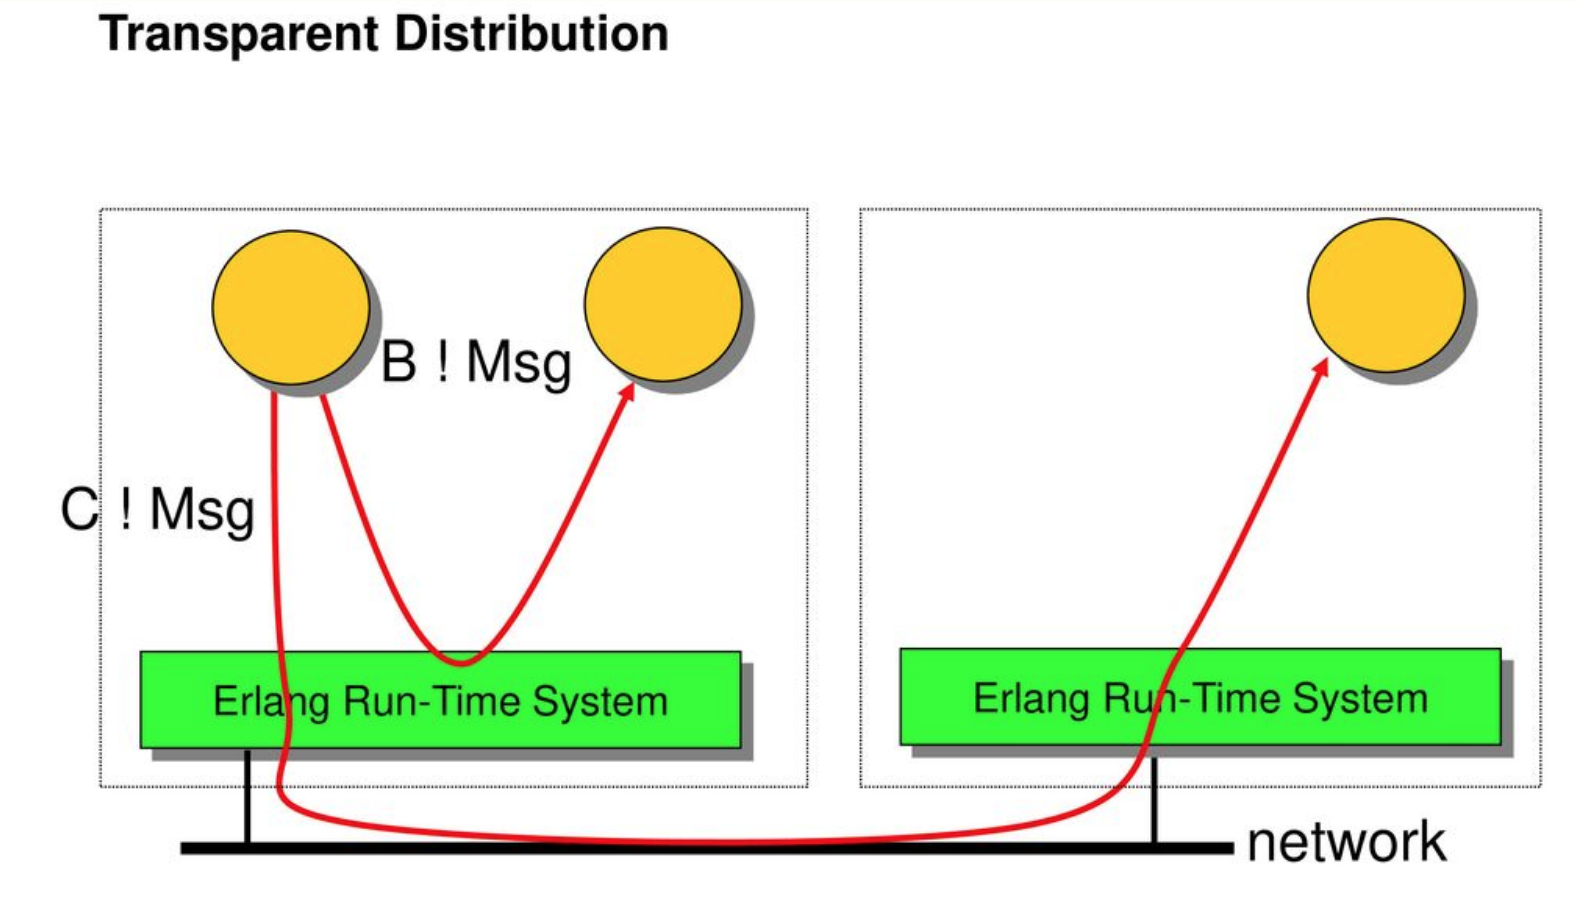 Transparent Distribution
B ! Msg
C ! Msg
Erlang Run-Time System
Erlang Run-Time System
network